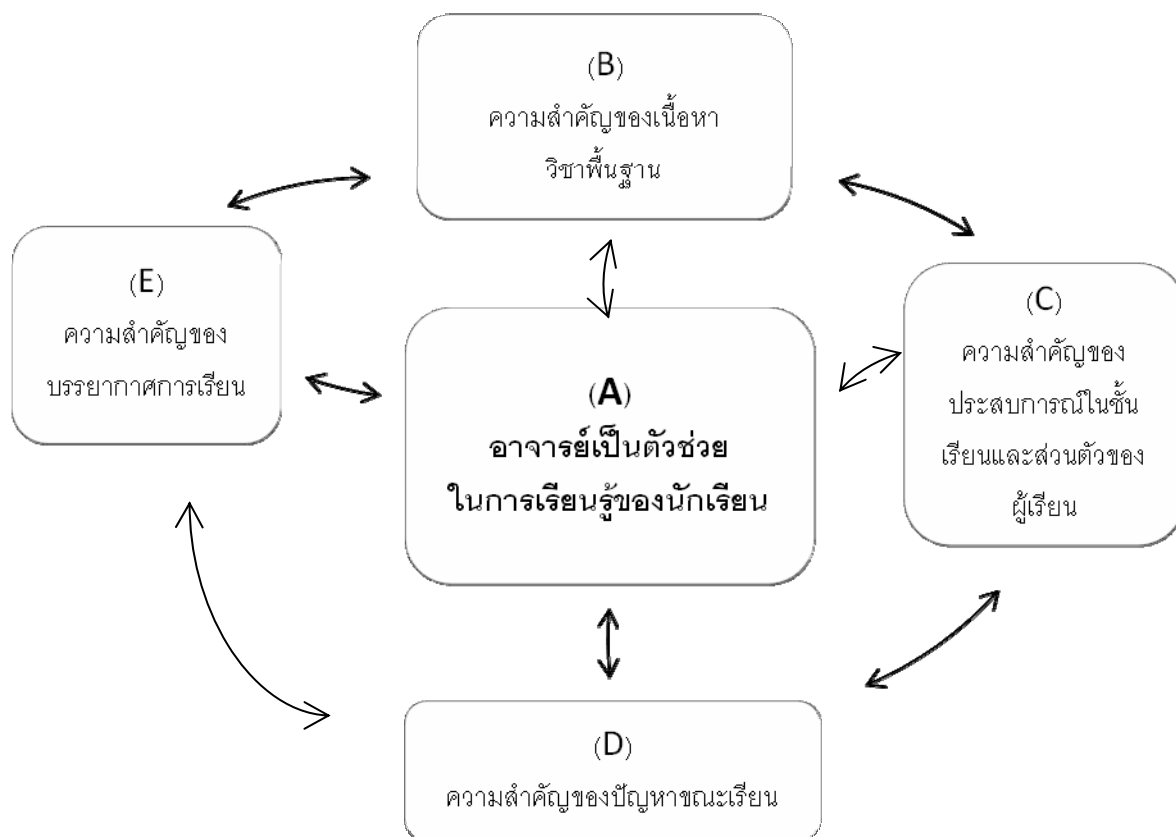 (B)
ความสำคัญของเนื้อหา
วิชาพื้นฐาน
(E)
ความสำคัญของ
บรรยากาศการเรียน
(A)
อาจารย์เป็นตัวช่วย
ในการเรียนรู้ของนักเรียน
(C)
ความสำคัญของ
ประสบการณ์ในชั้น
เรียนและส่วนตัวของ
ผู้เรียน
(D)
ความสำคัญของปัญหาขณะเรียน